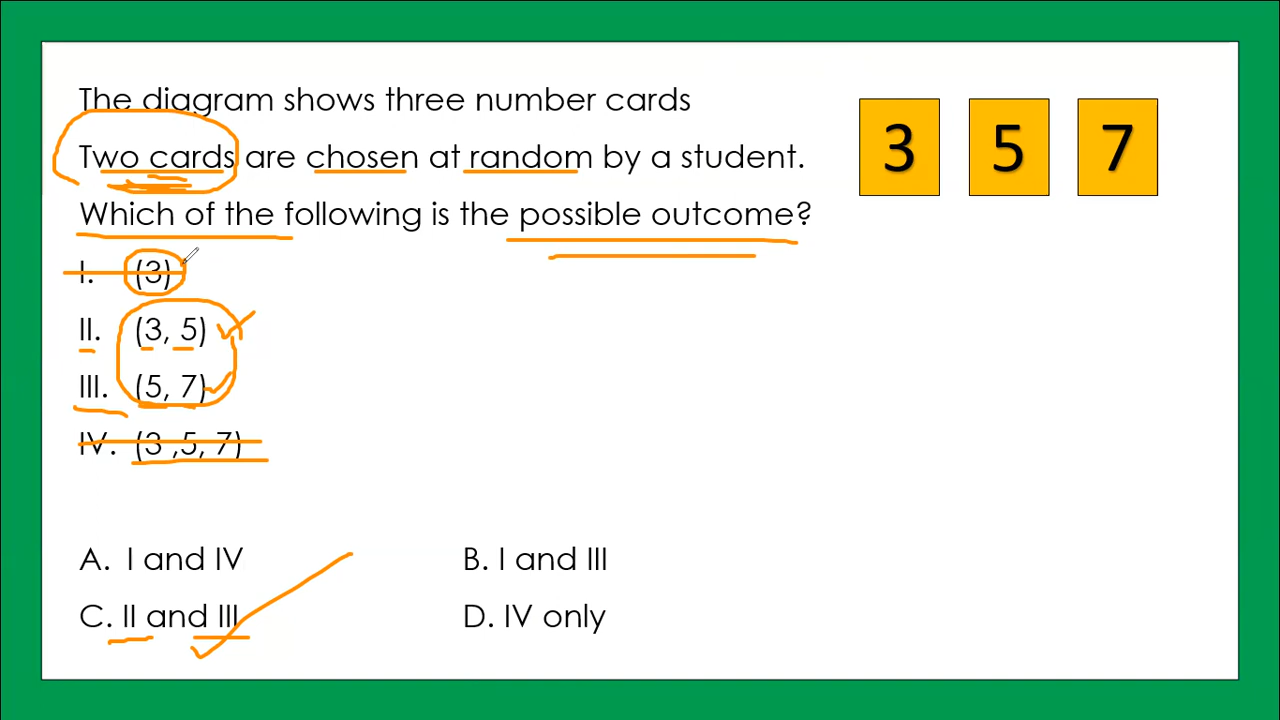 The diagram shows three number cards
3 5 7
Two cards are chosen at random by a student.
Which of the following is the possible outcome?
I. (3)
II. (3, 5)
III. (5, 7)
IV. (3 ,5, 7)
A. I and IV B. I and III
C. II and III D. IV only